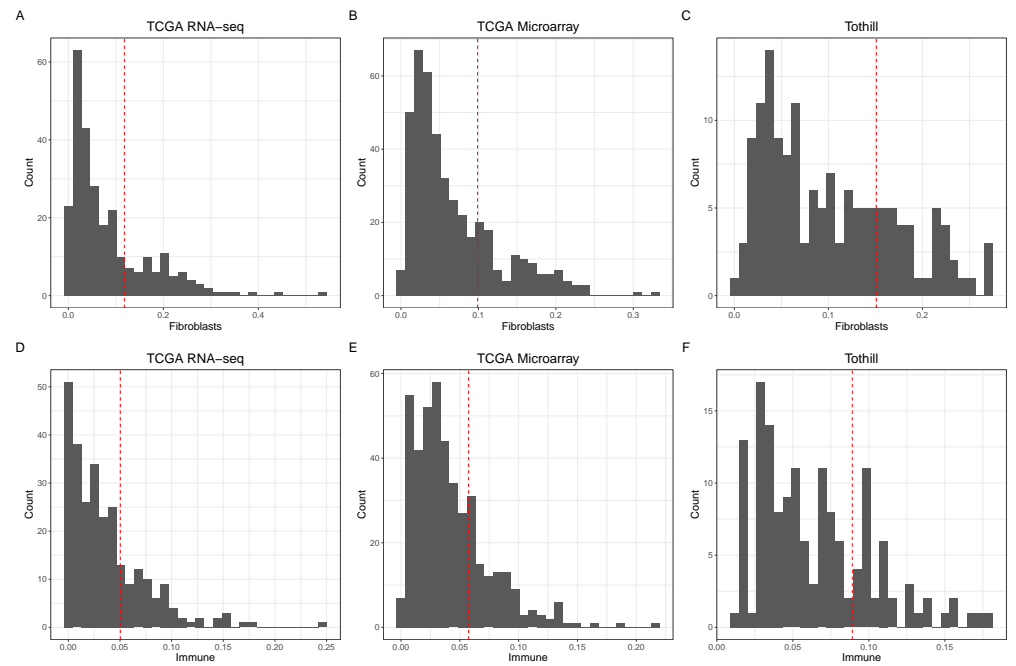 A
TCGA RNA−seq
Count
60
40
20
0
0.0
0.2
0.4
Fibroblasts
B
TCGA Microarray
Count
60
40
20
0
0.0
0.1
0.2
0.3
Fibroblasts
C
Tothill
Count
10
5
0
0.0
0.1
0.2
Fibroblasts
D
TCGA RNA−seq
Count
50
40
30
20
10
0
0.00
0.05
0.10
0.15
0.20
0.25
Immune
E
TCGA Microarray
Count
60
40
20
0
0.00
0.05
0.10
0.15
0.20
Immune
F
Tothill
Count
15
10
5
0
0.00
0.05
0.10
0.15
Immune